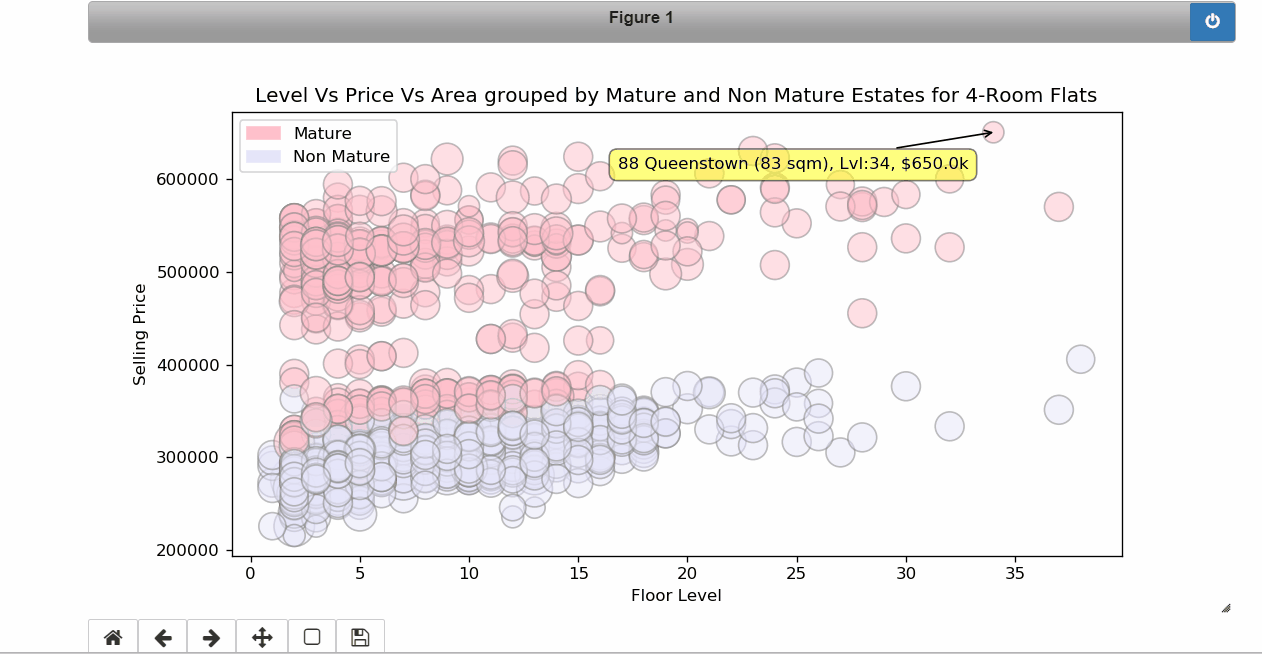 Figure 1
Level Vs Price Vs Area grouped by Mature and Non Mature Estates for 4-Room Flats
Mature
Non Mature
88 Queenstown (83 sqm), Lvl:34, $650.0k
600000
500000
400000
300000
200000
Selling Price
0 5 10 15 20 25 30 35
Floor Level